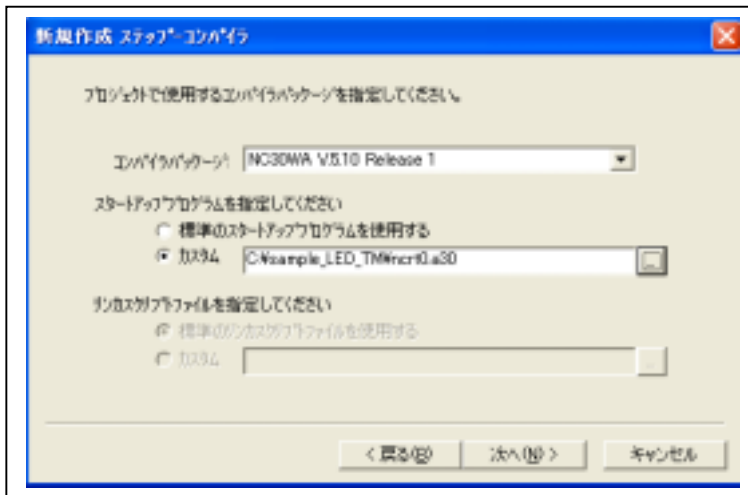 新規作成 ステップ-コンパイラ
プロジェクトで使用するコンパイラパッケージを指定してください。
コンパイラパッケージ: NC30WA V.5.10 Release 1
スタートアッププログラムを指定してください
標準のスタートアッププログラムを使用する
カスタム C:¥sample_LED_TM¥ncrt0.a30 ...
リンカスクリプトファイルを指定してください
標準のリンカスクリプトファイルを使用する
カスタム ...
< 戻る(B) 次へ(N) > キャンセル